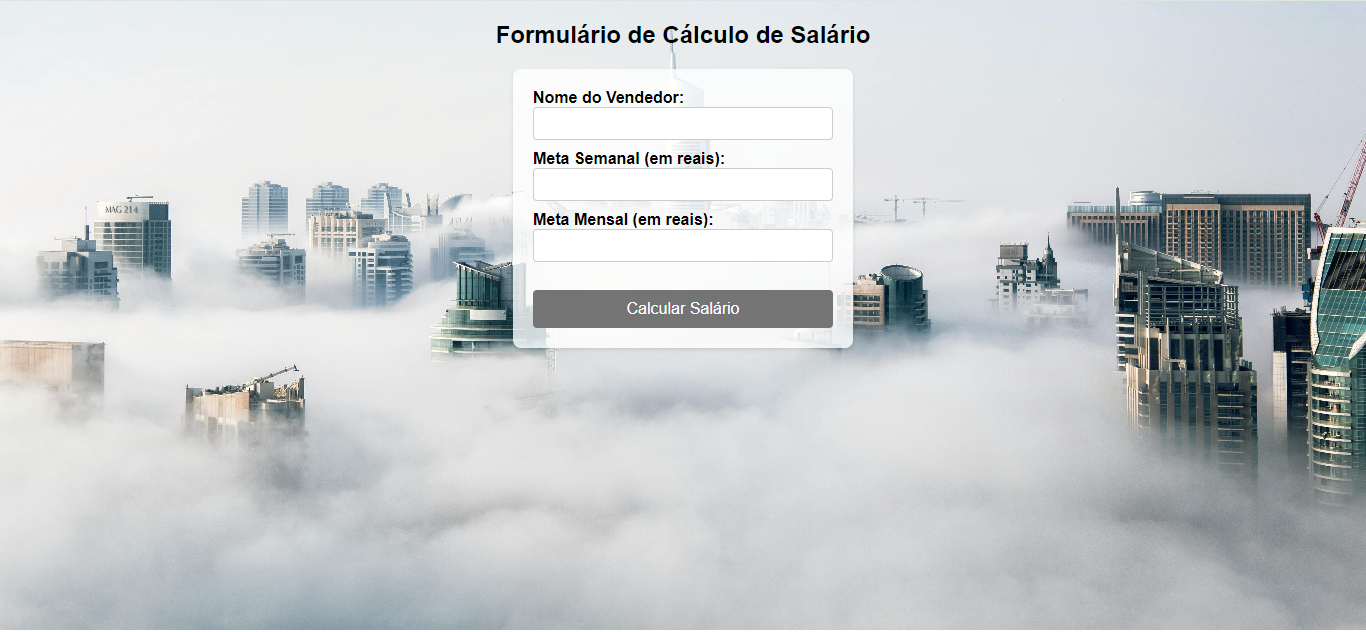 Formulário de Cálculo de Salário
Nome do Vendedor:
Meta Semanal (em reais):
Meta Mensal (em reais):
Calcular Salário
MAG 214